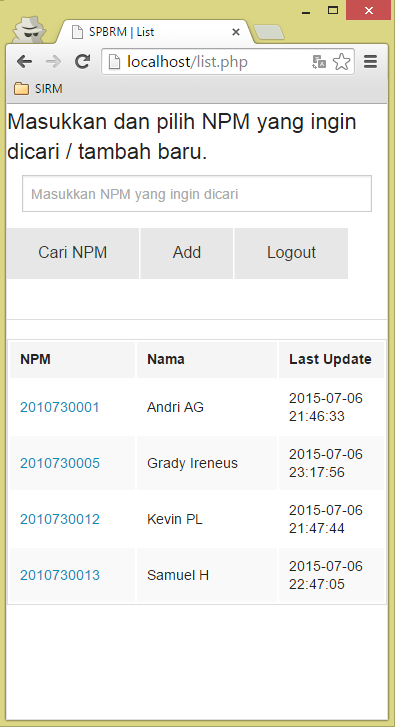 SPBRM | List
localhost/list.php
SIRM
Masukkan dan pilih NPM yang ingin
dicari / tambah baru.
Masukkan NPM yang ingin dicari
Cari NPM Add Logout
NPM Nama Last Update
2010730001 Andri AG 2015-07-06
21:46:33
2010730005 Grady Ireneus 2015-07-06
23:17:56
2010730012 Kevin PL 2015-07-06
21:47:44
2010730013 Samuel H 2015-07-06
22:47:05